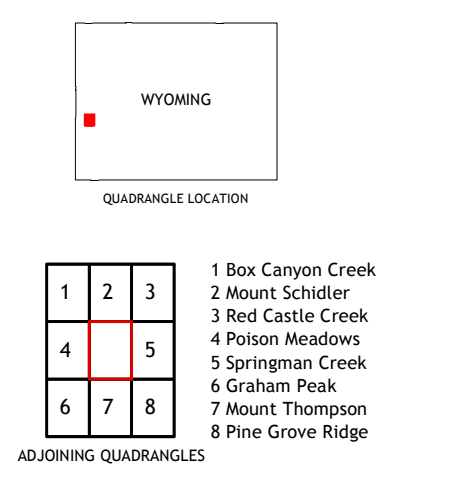 WYOMING
QUADRANGLE LOCATION
1 2 3
4 5
6 7 8
ADJOINING QUADRANGLES
1 Box Canyon Creek
2 Mount Schidler
3 Red Castle Creek
4 Poison Meadows
5 Springman Creek
6 Graham Peak
7 Mount Thompson
8 Pine Grove Ridge